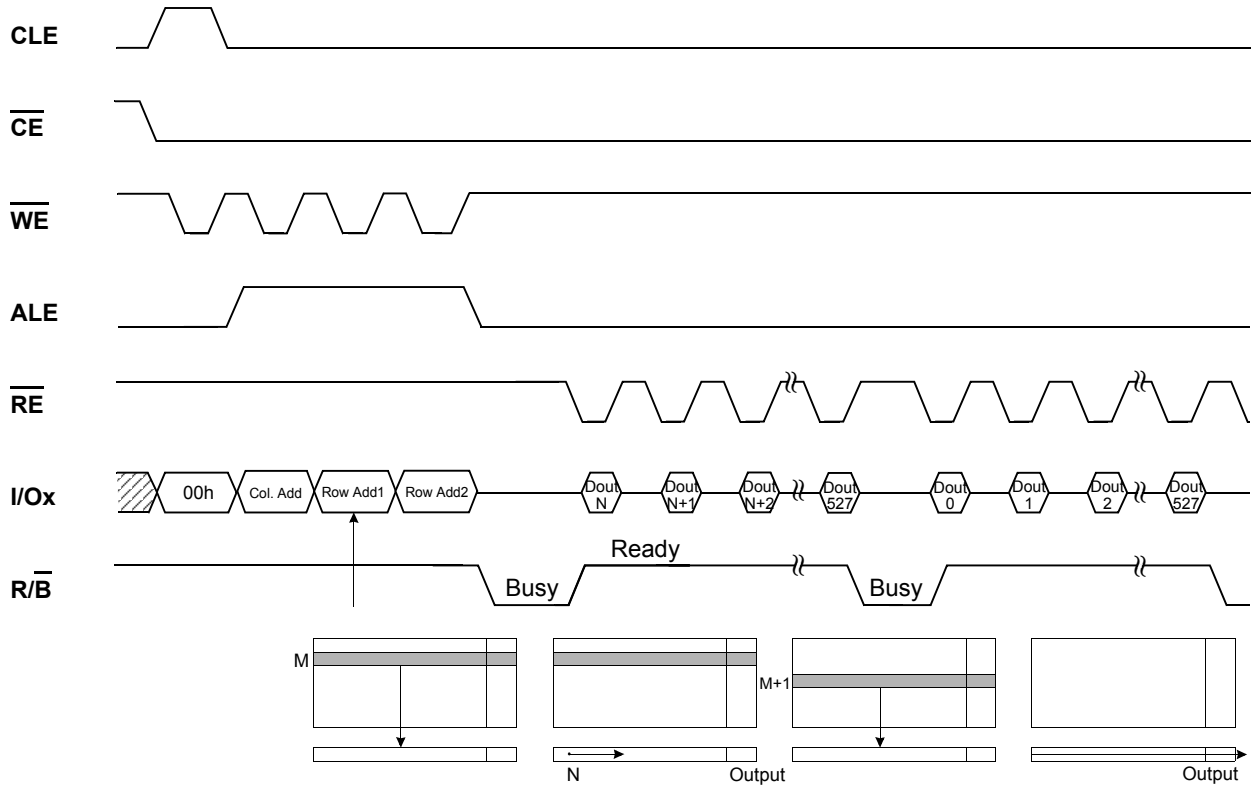 CLE
CE
WE
ALE
RE
I/Ox
00h
Col. Add
Row Add1
Row Add2
Dout
N
Dout
N+1
Dout
N+2
Dout
527
Dout
0
Dout
1
Dout
2
Dout
527
R/B
Busy
Ready
Busy
M
M+1
N
Output
Output